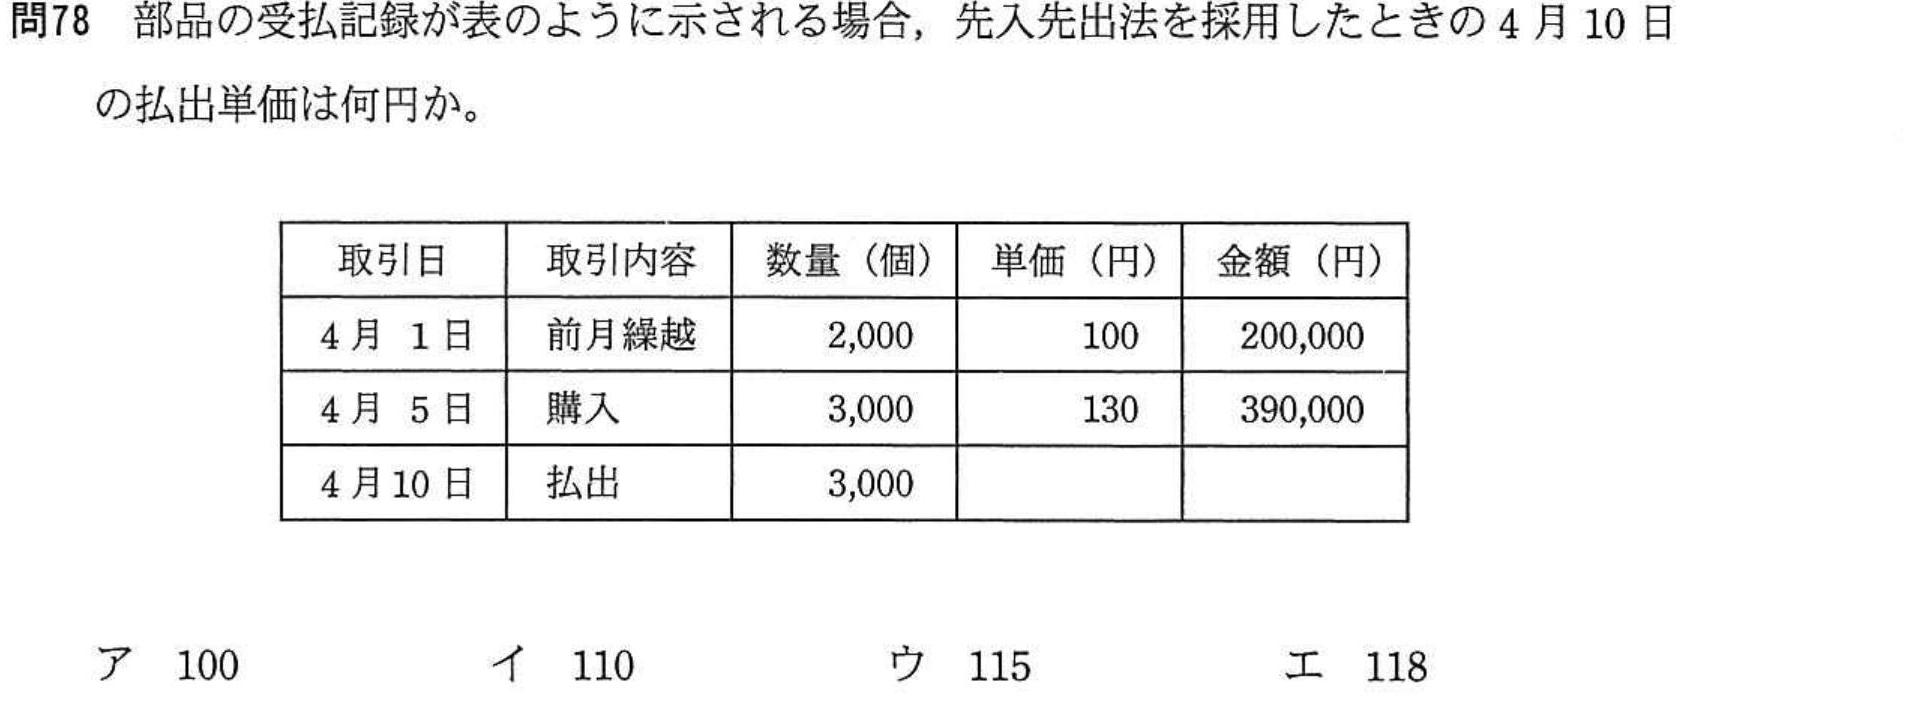 問78 部品の受払記録が表のように示される場合，先入先出法を採用したときの4月10日
の払出単価は何円か。
取引日 取引内容 数量（個） 単価（円） 金額（円）
4月 1日 前月繰越 2,000 100 200,000
4月 5日 購入 3,000 130 390,000
4月10日 払出 3,000
ア 100 イ 110 ウ 115 エ 118